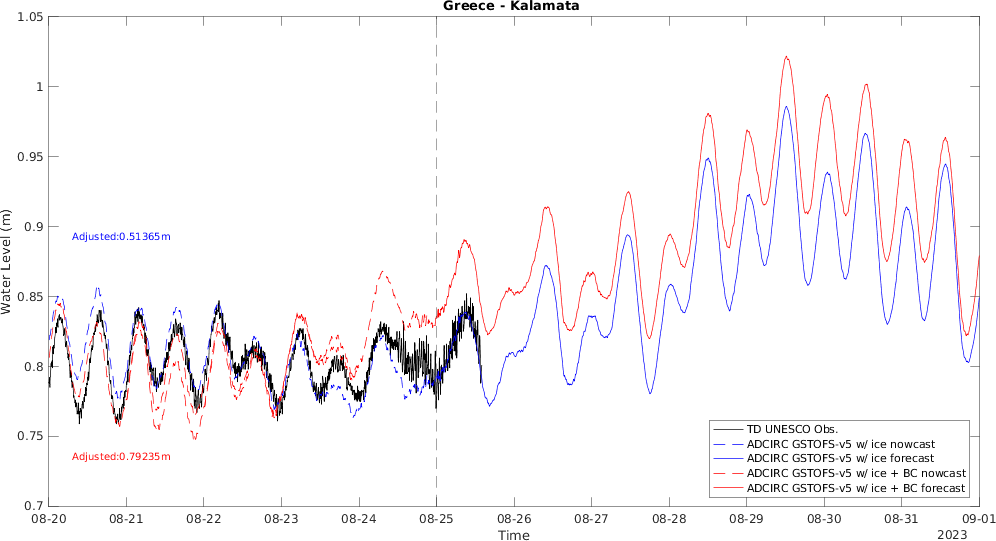 Greece - Kalamata
Water Level (m)
1.05
1
0.95
0.9
0.85
0.8
0.75
0.7
Adjusted:0.51365m
Adjusted:0.79235m
TD UNESCO Obs.
ADCIRC GSTOFS-v5 w/ ice nowcast
ADCIRC GSTOFS-v5 w/ ice forecast
ADCIRC GSTOFS-v5 w/ ice + BC nowcast
ADCIRC GSTOFS-v5 w/ ice + BC forecast
08-20 08-21 08-22 08-23 08-24 08-25 08-26 08-27 08-28 08-29 08-30 08-31 09-01
Time
2023